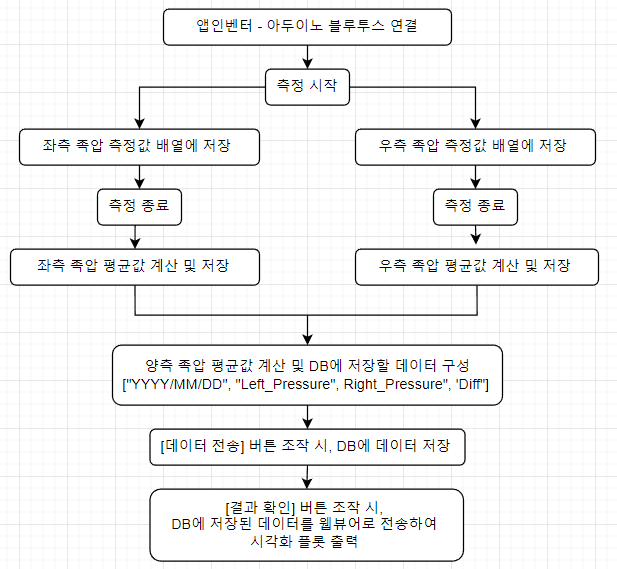 앱인벤터 - 아두이노 블루투스 연결
측정 시작
좌측 족압 측정값 배열에 저장
우측 족압 측정값 배열에 저장
측정 종료
측정 종료
좌측 족압 평균값 계산 및 저장
우측 족압 평균값 계산 및 저장
양측 족압 평균값 계산 및 DB에 저장할 데이터 구성
["YYYY/MM/DD", "Left_Pressure", Right_Pressure", 'Diff"]
[데이터 전송] 버튼 조작 시, DB에 데이터 저장
[결과 확인] 버튼 조작 시,
DB에 저장된 데이터를 웹뷰어로 전송하여
시각화 플롯 출력